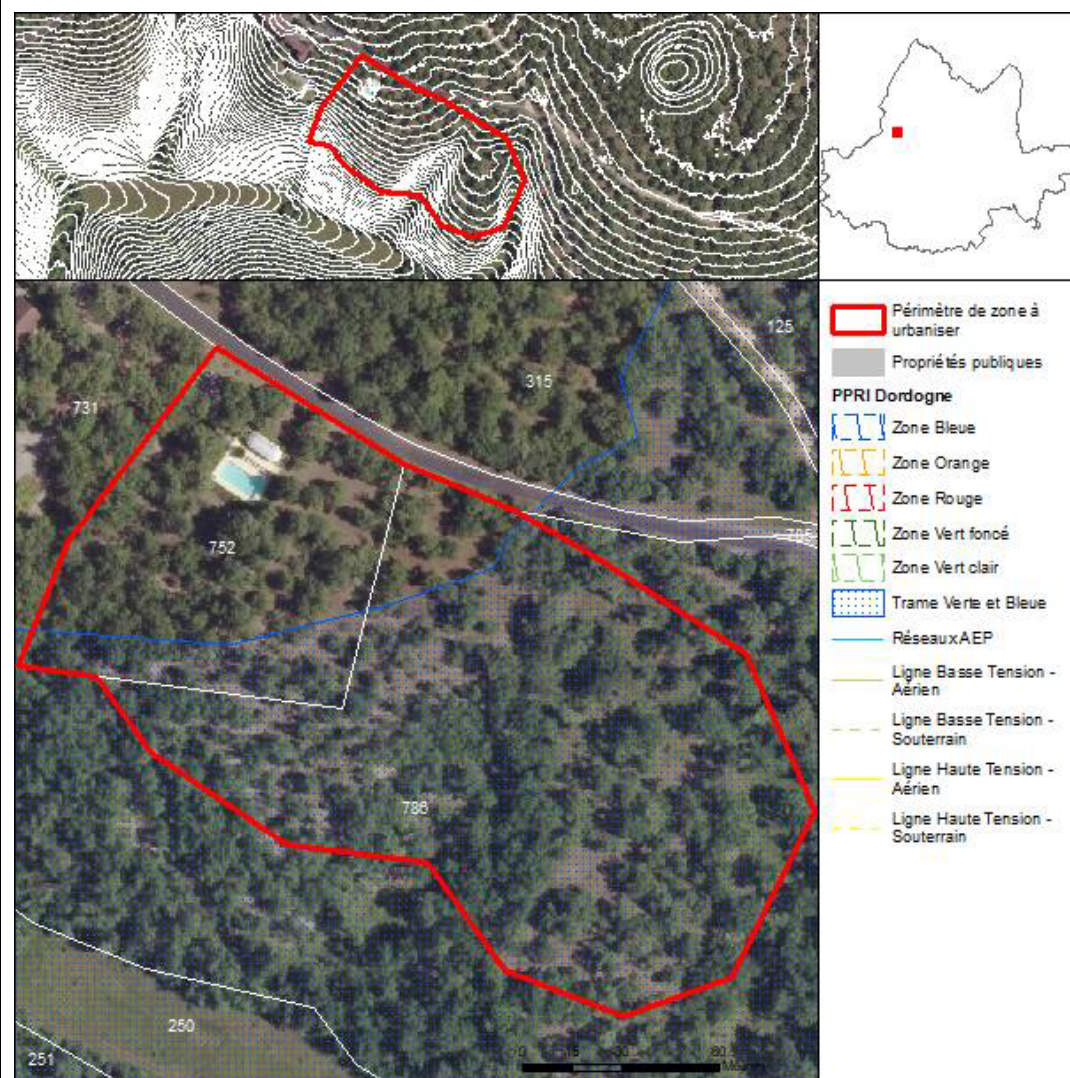 Périmètre de zone à
urbaniser
Propriétés publiques
PPRI Dordogne
Zone Bleue
Zone Orange
Zone Rouge
Zone Vert foncé
Zone Vert clair
Trame Verte et Bleue
Réseaux AEP
Ligne Basse Tension -
Aérien
Ligne Basse Tension -
Souterrain
Ligne Haute Tension -
Aérien
Ligne Haute Tension -
Souterrain
125
315
731
752
786
250
251
0 15 30 60